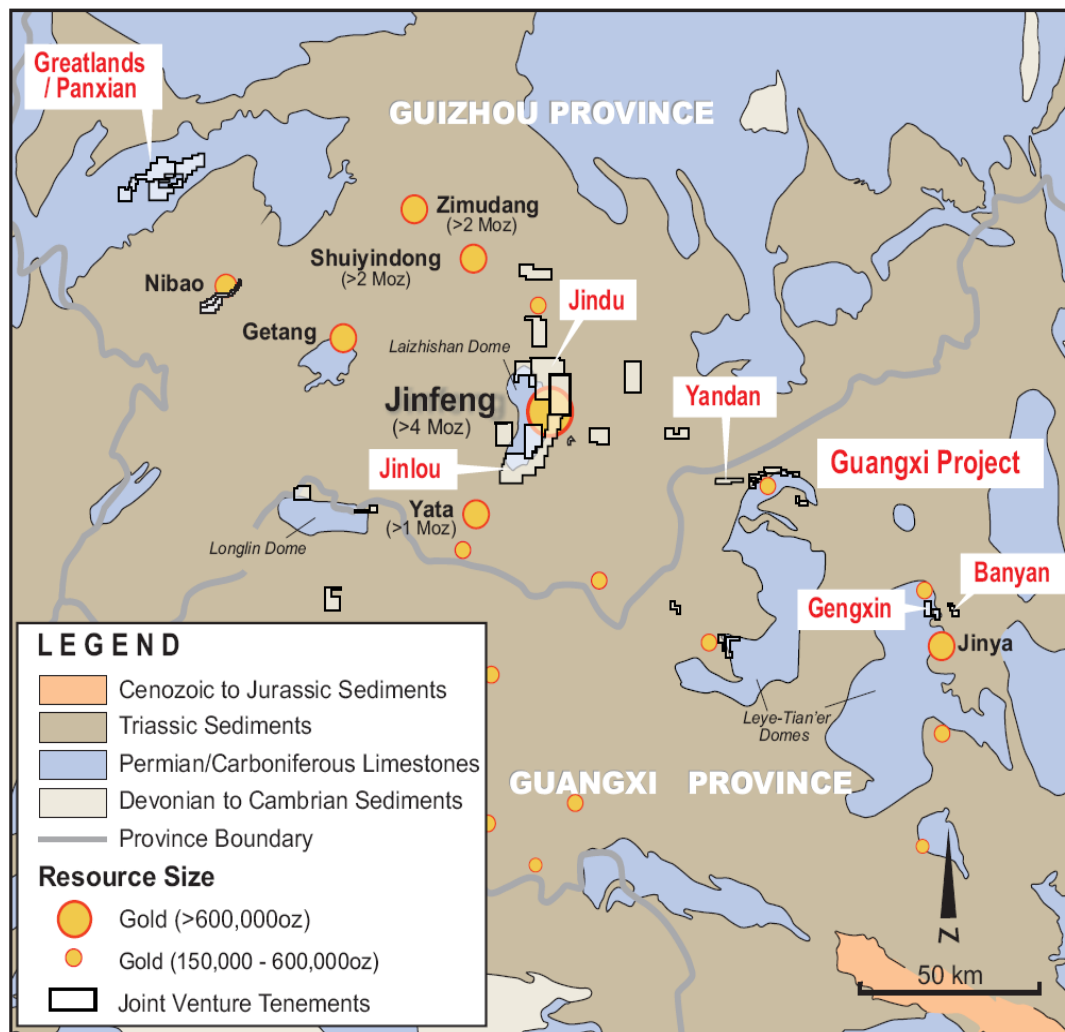 Greatlands
/ Panxian
GUIZHOU PROVINCE
Zimudang
(>2 Moz)
Shuiyindong
(>2 Moz)
Nibao
Jindu
Getang
Laizhishan Dome
Jinfeng
(>4 Moz)
Yandan
Jinlou
Guangxi Project
Yata
(>1 Moz)
Longlin Dome
Banyan
Gengxin
Jinya
Leye-Tian'er
Domes
GUANGXI PROVINCE
LEGEND
Cenozoic to Jurassic Sediments
Triassic Sediments
Permian/Carboniferous Limestones
Devonian to Cambrian Sediments
Province Boundary
Resource Size
Gold (>600,000oz)
Gold (150,000 - 600,000oz)
Joint Venture Tenements
N
50 km